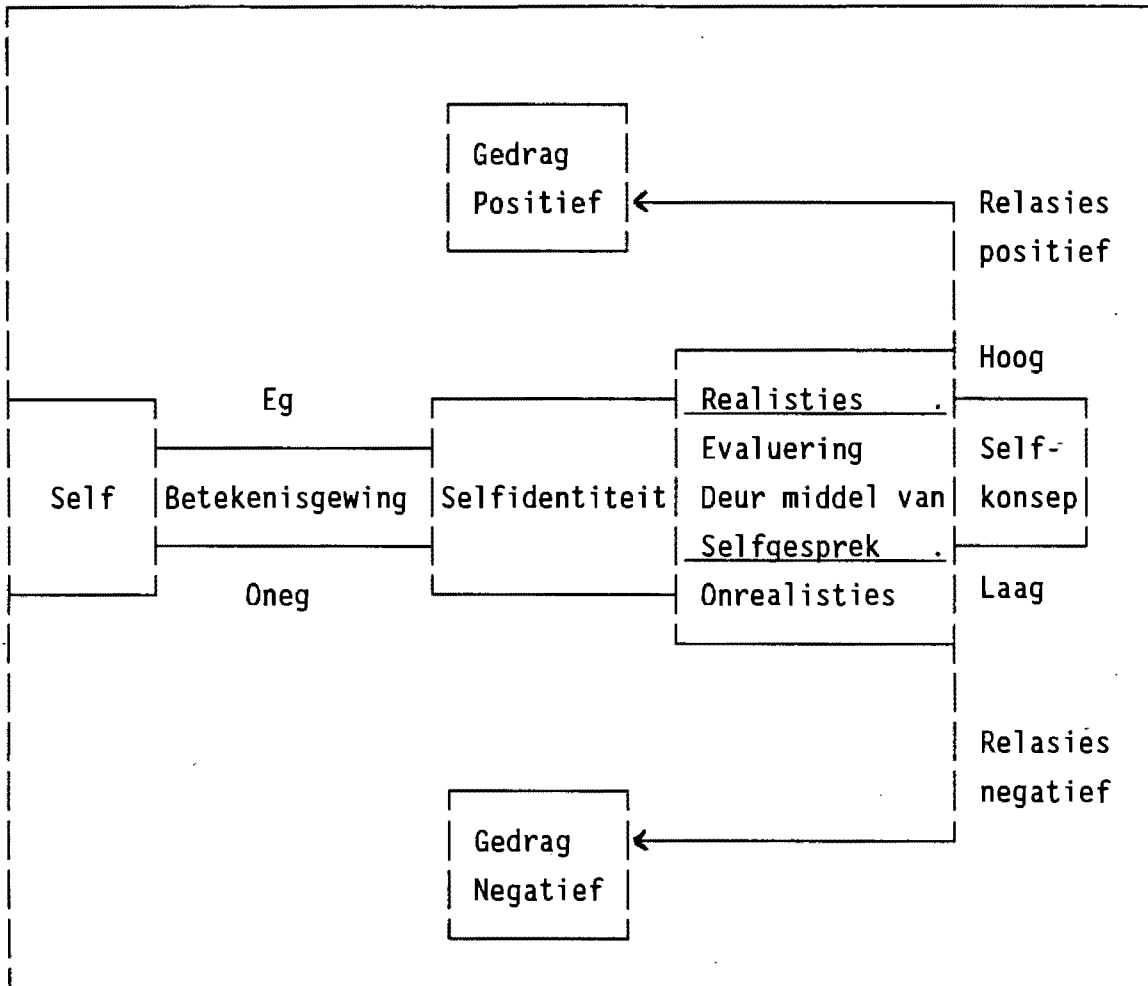 Gedrag
Positief
Relasies
positief
Eg
Self
Betekenisgewing
Oneg
Selfidentiteit
Realisties
Evaluering
Deur middel van
Selfgesprek
Onrealisties
Hoog
Self-
konsep
Laag
Relasies
negatief
Gedrag
Negatief